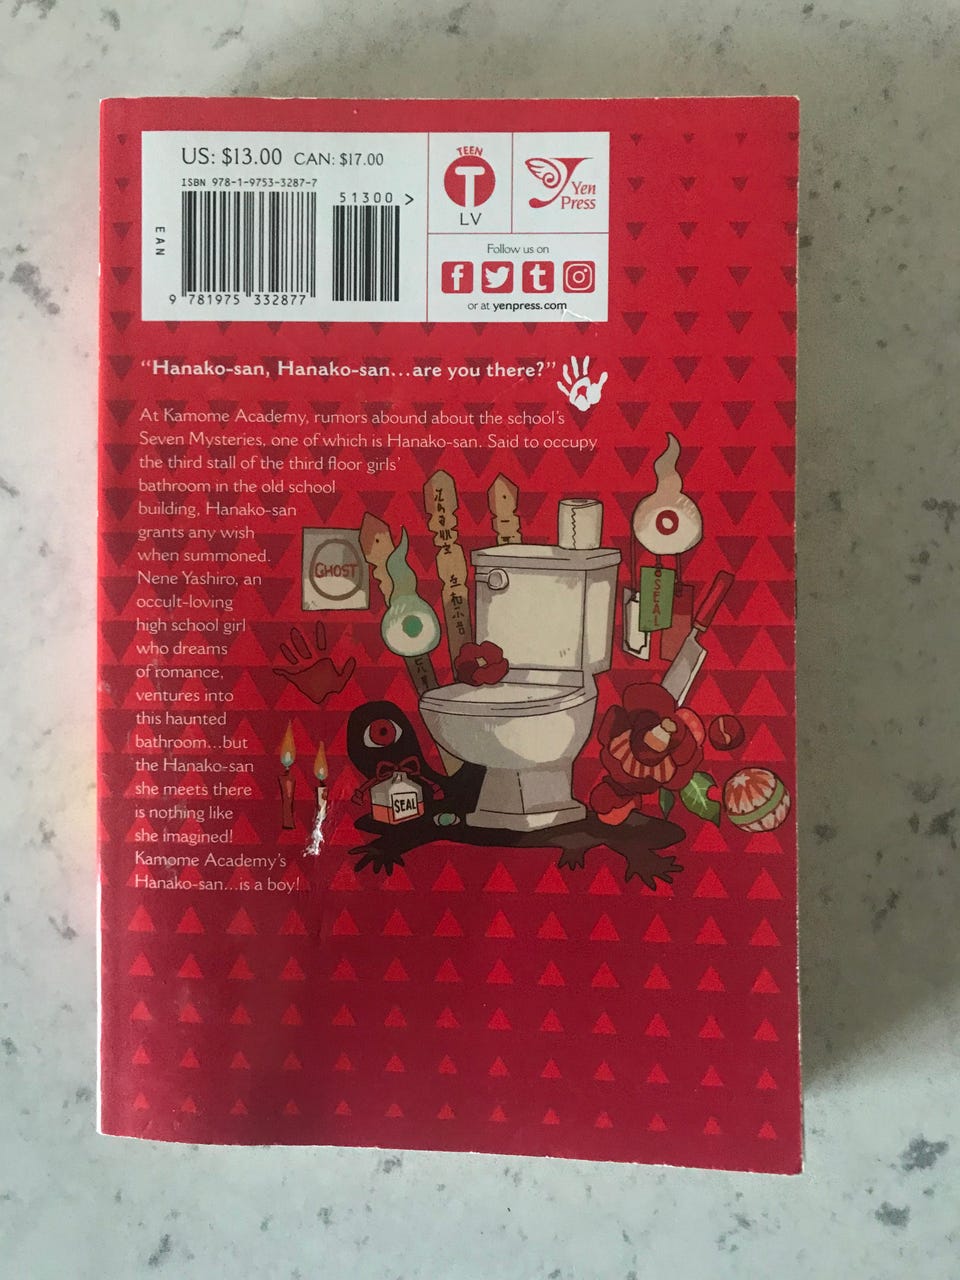 US: $13.00 CAN: $17.00
ISBN 978-1-9753-3287-7
51300 >
EAN
9 781975 332877
TEEN
T
LV
Yen
Press
Follow us on
or at yenpress.com
"Hanako-san, Hanako-san...are you there?"
At Kamome Academy, rumors abound about the school's
Seven Mysteries, one of which is Hanako-san. Said to occupy
the third stall of the third floor girls'
bathroom in the old school
building, Hanako-san
grants any wish
when summoned.
Nene Yashiro, an
occult-loving
high school girl
who dreams
of romance,
ventures into
this haunted
bathroom...but
the Hanako-san
she meets there
is nothing like
she imagined!
Kamome Academy's
Hanako-san...is a boy!
GHOST
SEAL
SEAL